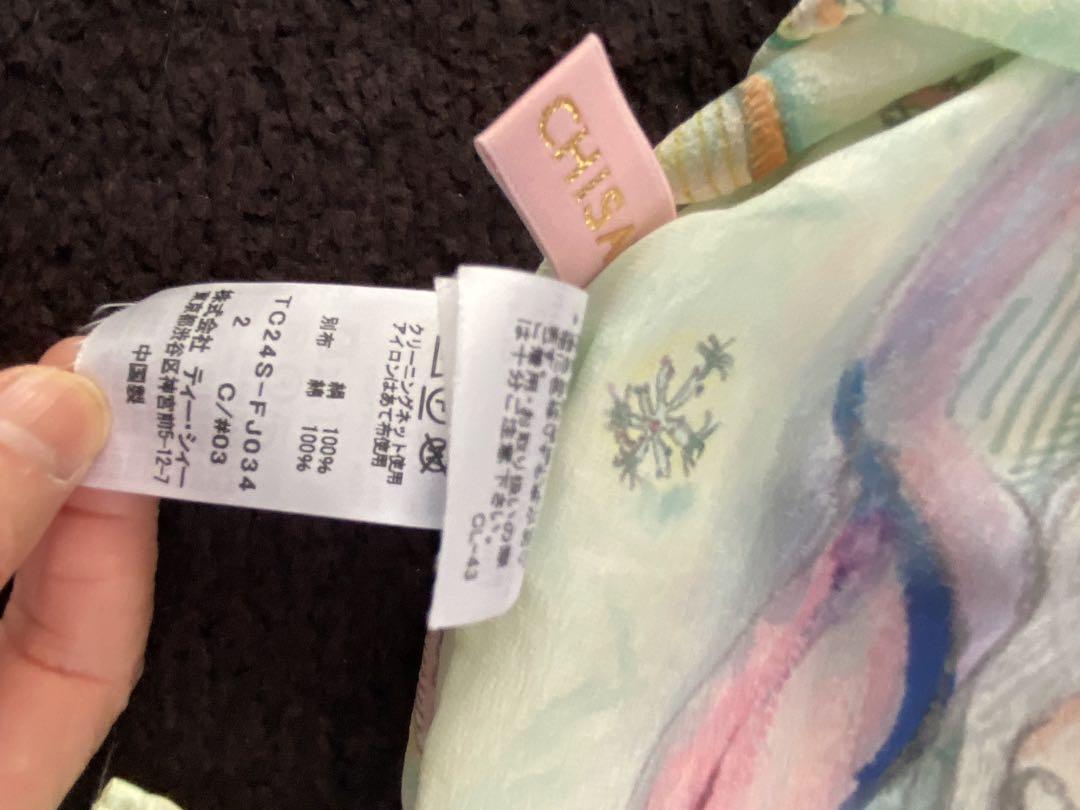 CHISA
クリーニングネット使用
アイロンはあて布使用
絹 100%
別布 綿 100%
TC24S-FJ034
2 C/#03
株式会社 ティー・シイー
東京都渋谷区神宮前5-12-7
中国製
は十分ご注意下さい。
CL-43